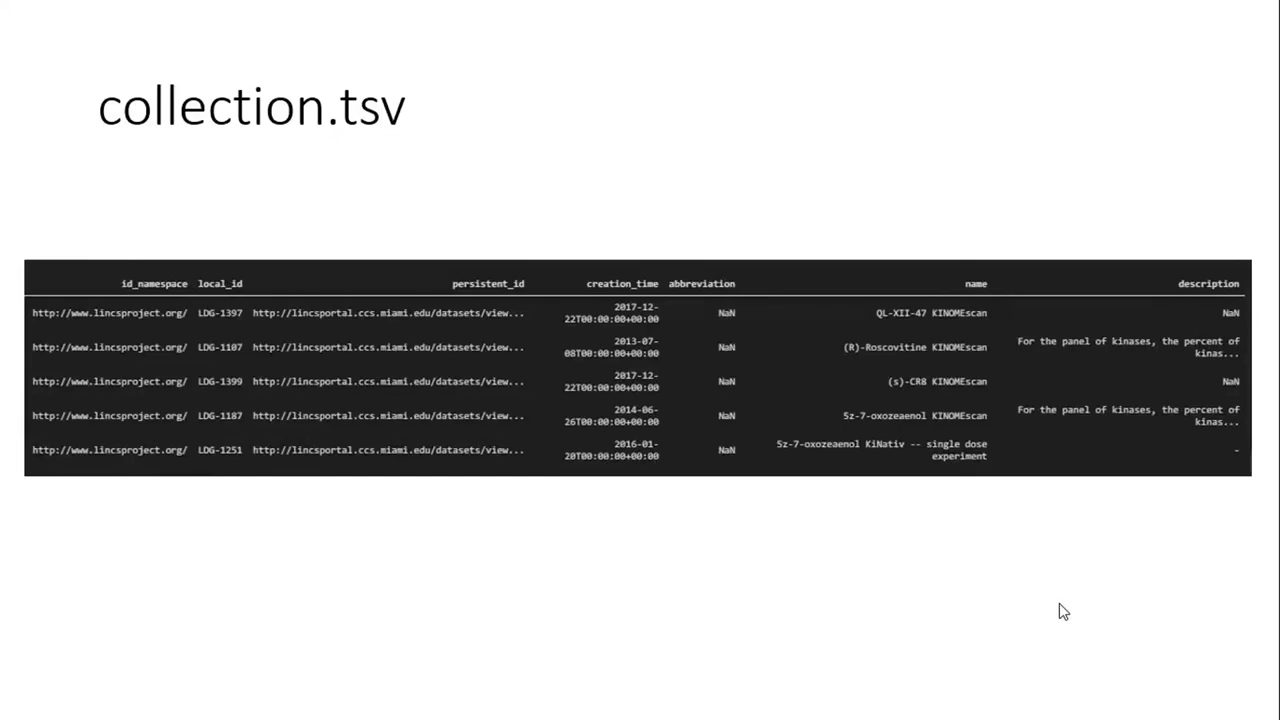 collection.tsv
id_namespace local_id persistent_id creation_time abbreviation name description
http://www.lincsproject.org/ LDG-1397 http://lincsportal.ccs.miami.edu/datasets/view... 2017-12-
22T00:00:00+00:00 NaN QL-XII-47 KINOMEscan NaN
http://www.lincsproject.org/ LDG-1107 http://lincsportal.ccs.miami.edu/datasets/view... 2013-07-
08T00:00:00+00:00 NaN (R)-Roscovitine KINOMEscan For the panel of kinases, the percent of
kinas...
http://www.lincsproject.org/ LDG-1399 http://lincsportal.ccs.miami.edu/datasets/view... 2017-12-
22T00:00:00+00:00 NaN (s)-CR8 KINOMEscan NaN
http://www.lincsproject.org/ LDG-1187 http://lincsportal.ccs.miami.edu/datasets/view... 2014-06-
26T00:00:00+00:00 NaN 5z-7-oxozeaenol KINOMEscan For the panel of kinases, the percent of
kinas...
http://www.lincsproject.org/ LDG-1251 http://lincsportal.ccs.miami.edu/datasets/view... 2016-01-
20T00:00:00+00:00 NaN 5z-7-oxozeaenol KiNativ -- single dose
experiment -